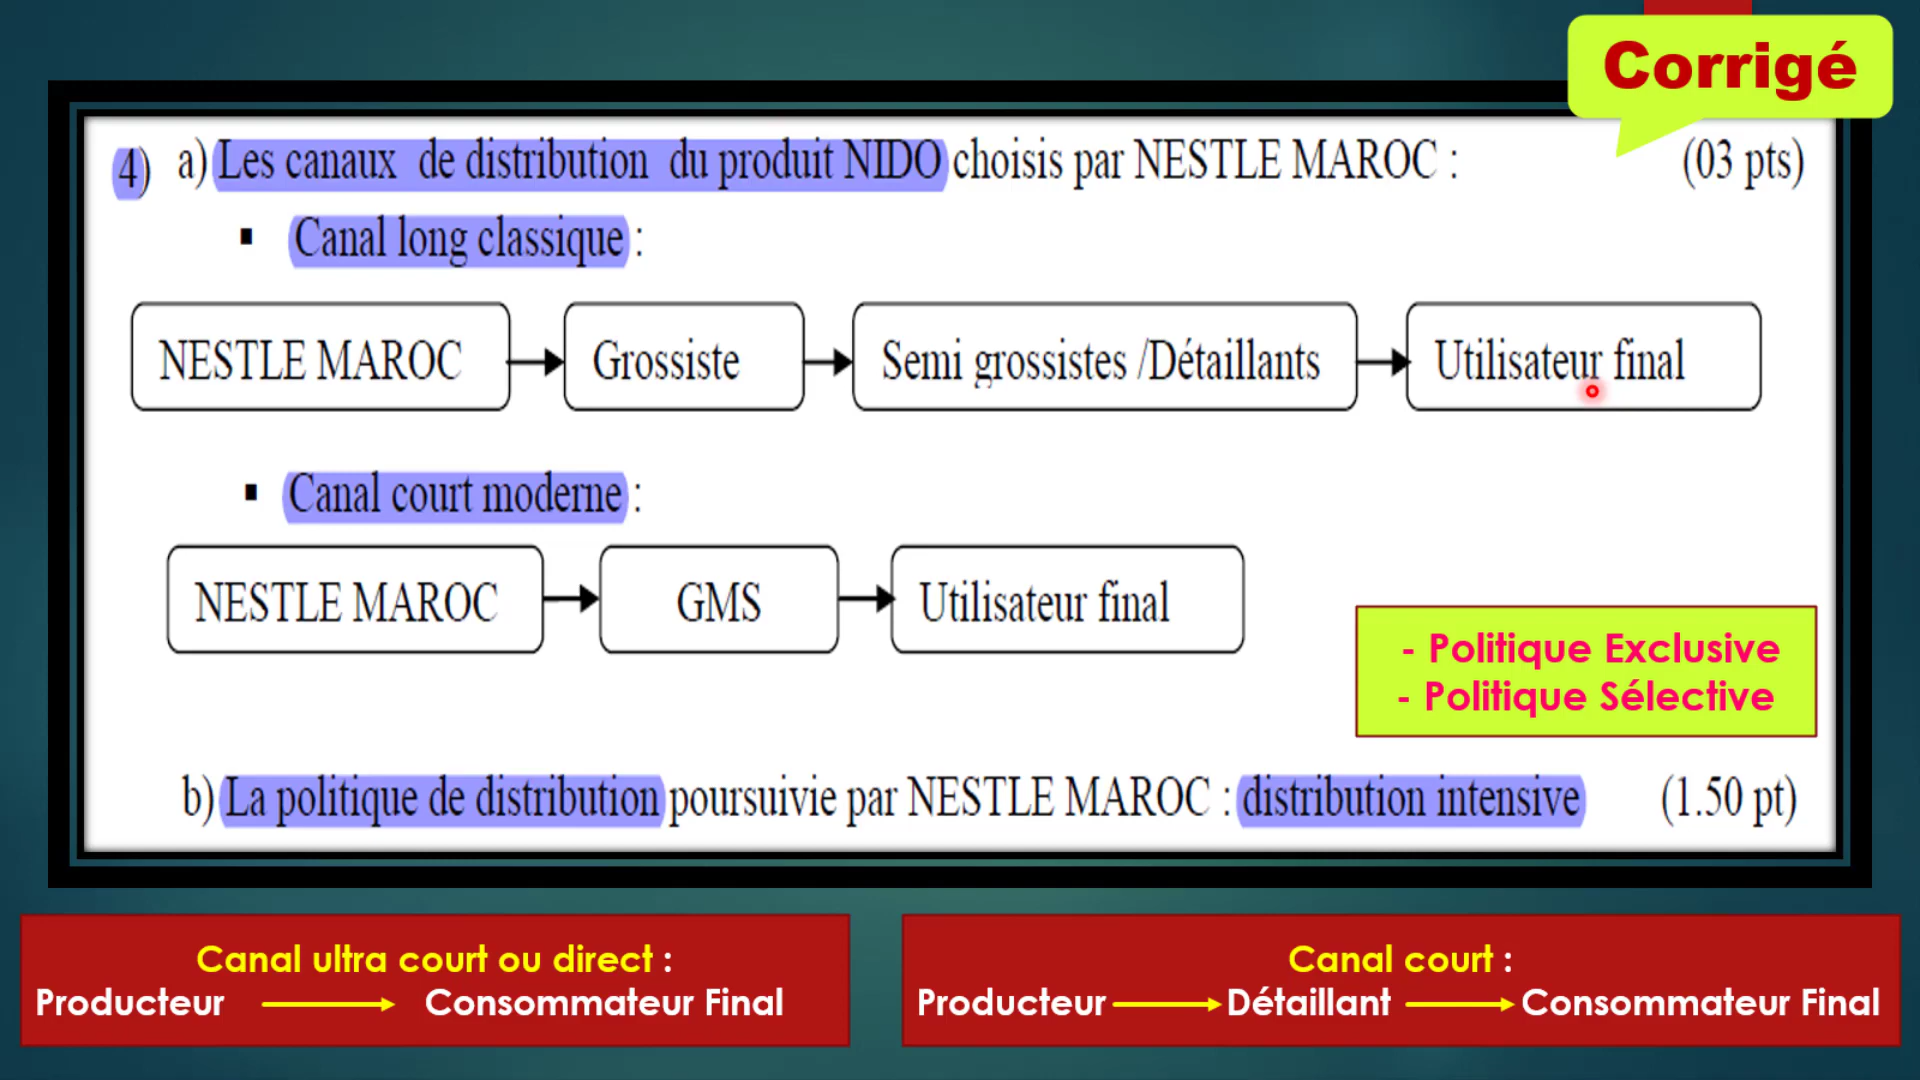 Corrigé
4) a) Les canaux de distribution du produit NIDO choisis par NESTLE MAROC : (03 pts)
▪ Canal long classique :
NESTLE MAROC Grossiste Semi grossistes /Détaillants Utilisateur final
▪ Canal court moderne :
NESTLE MAROC GMS Utilisateur final
- Politique Exclusive
- Politique Sélective
b) La politique de distribution poursuivie par NESTLE MAROC : distribution intensive (1.50 pt)
Canal ultra court ou direct :
Producteur Consommateur Final
Canal court :
Producteur Détaillant Consommateur Final